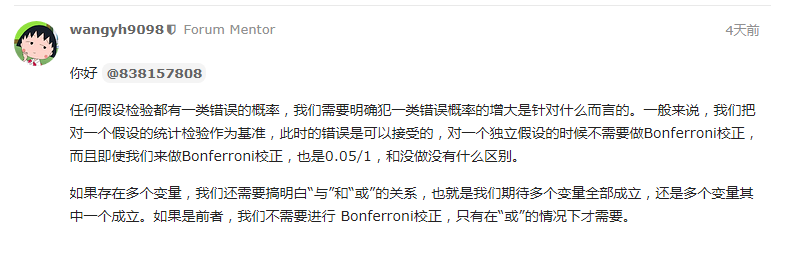 wangyh9098 Forum Mentor 4天前
你好 @838157808
任何假设检验都有一类错误的概率，我们需要明确犯一类错误概率的增大是针对什么而言的。一般来说，我们把
对一个假设的统计检验作为基准，此时的错误是可以接受的，对一个独立假设的时候不需要做Bonferroni校正，
而且即使我们来做Bonferroni校正，也是0.05/1，和没做没有什么区别。
如果存在多个变量，我们还需要搞明白“与”和“或”的关系，也就是我们期待多个变量全部成立，还是多个变量其
中一个成立。如果是前者，我们不需要进行 Bonferroni校正，只有在“或”的情况下才需要。